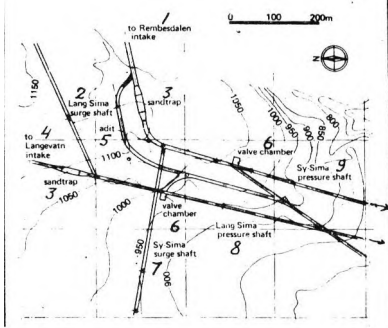 1
to Rembesdalen
intake
0 100 200m
N
1150
2
Lang Sima
surge shaft
3
sandtrap
4
to
Langevatn
intake
adit
5
1100
1050
1000
950
900
850
800
6
valve chamber
9
Sy-Sima
pressure shaft
3
sandtrap
1050
1000
valve
chamber
6
Lang Sima
pressure shaft
8
950
Sy-Sima
surge shaft
7
900